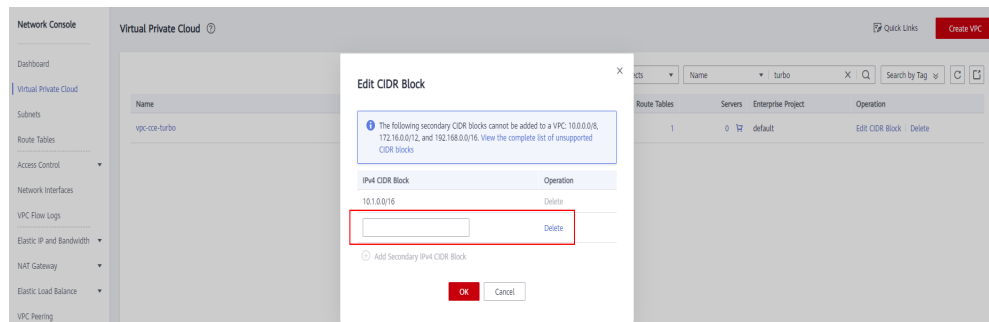 Network Console
Virtual Private Cloud
Quick Links
Create VPC
Dashboard
Virtual Private Cloud
Subnets
Route Tables
Access Control
Network Interfaces
VPC Flow Logs
Elastic IP and Bandwidth
NAT Gateway
Elastic Load Balance
VPC Peering
Name
turbo
X
Search by Tag
Name
Route Tables
Servers
Enterprise Project
Operation
vpc-cce-turbo
1
0
default
Edit CIDR Block
Delete
Edit CIDR Block
X
The following secondary CIDR blocks cannot be added to a VPC: 10.0.0.0/8,
172.16.0.0/12, and 192.168.0.0/16. View the complete list of unsupported
CIDR blocks
IPv4 CIDR Block
Operation
10.1.0.0/16
Delete
Delete
Add Secondary IPv4 CIDR Block
OK
Cancel